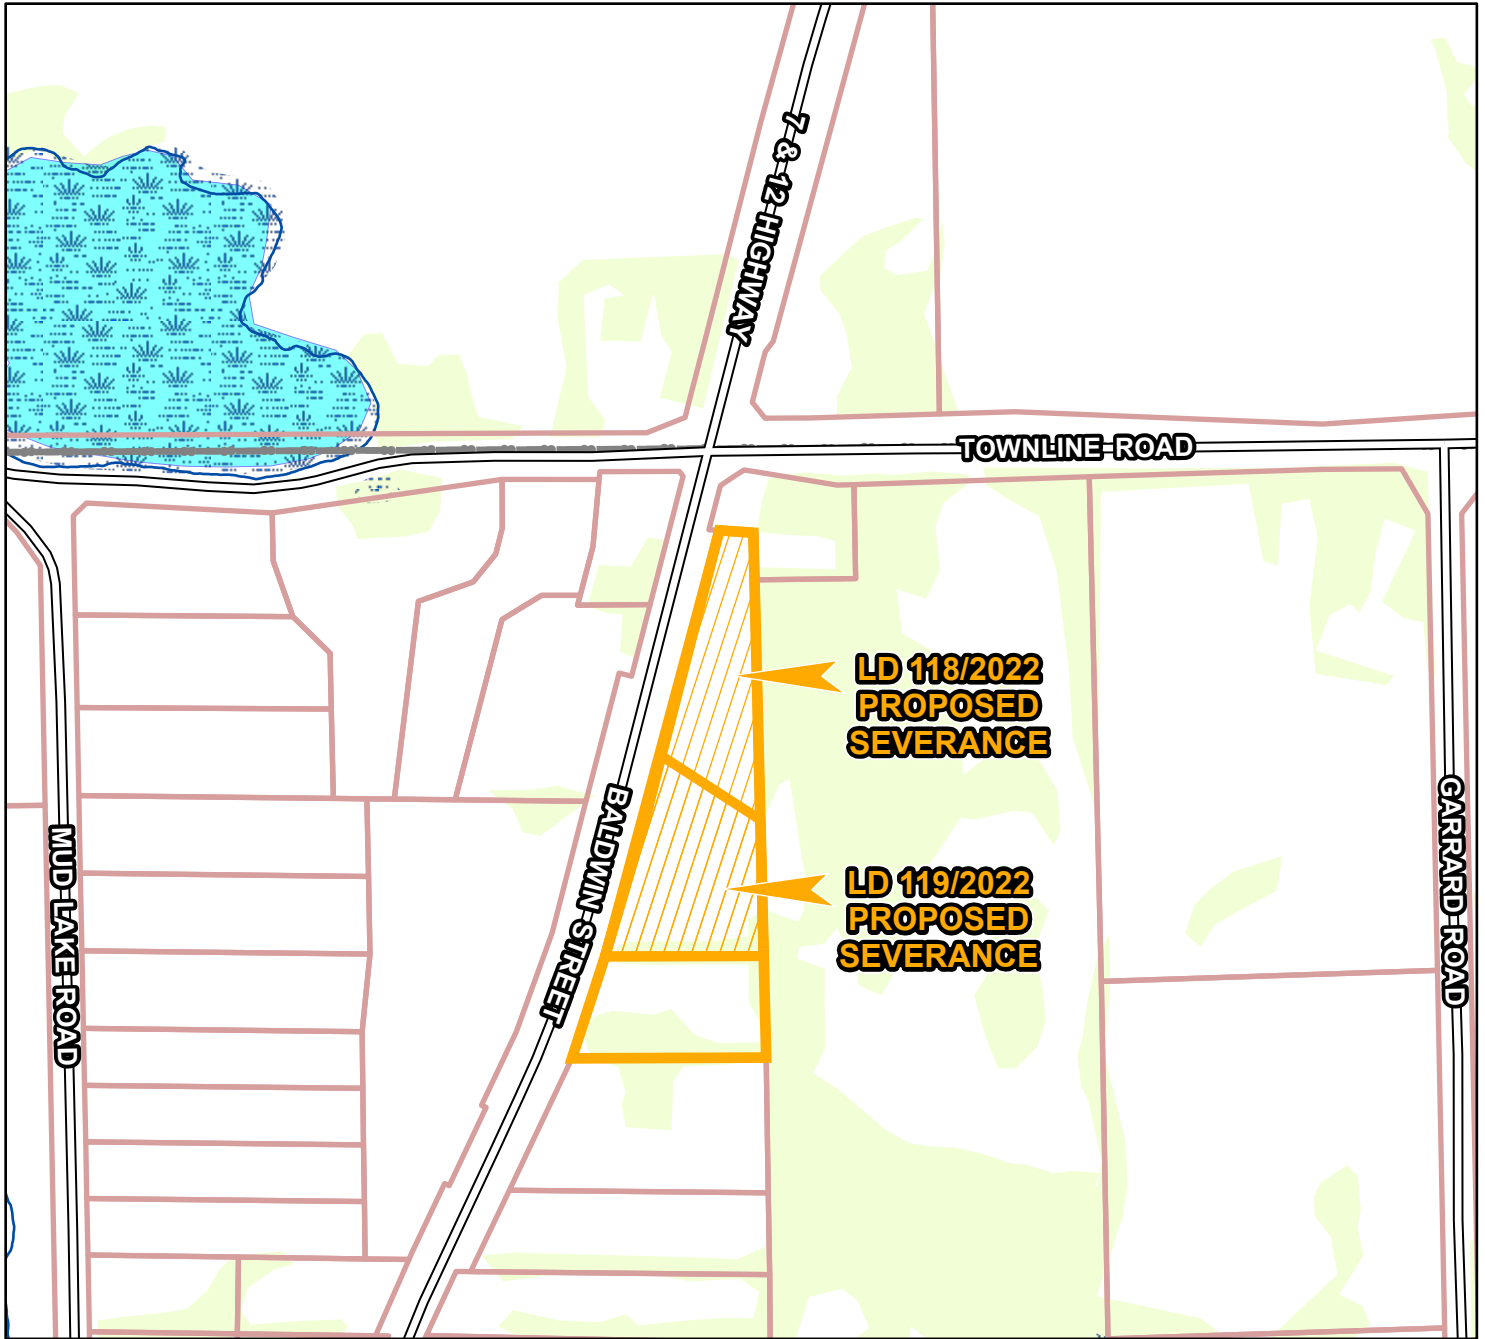 7 & 12 HIGHWAY
TOWNLINE ROAD
LD 118/2022
PROPOSED
SEVERANCE
BALDWIN STREET
MUD LAKE ROAD
LD 119/2022
PROPOSED
SEVERANCE
GARRARD ROAD